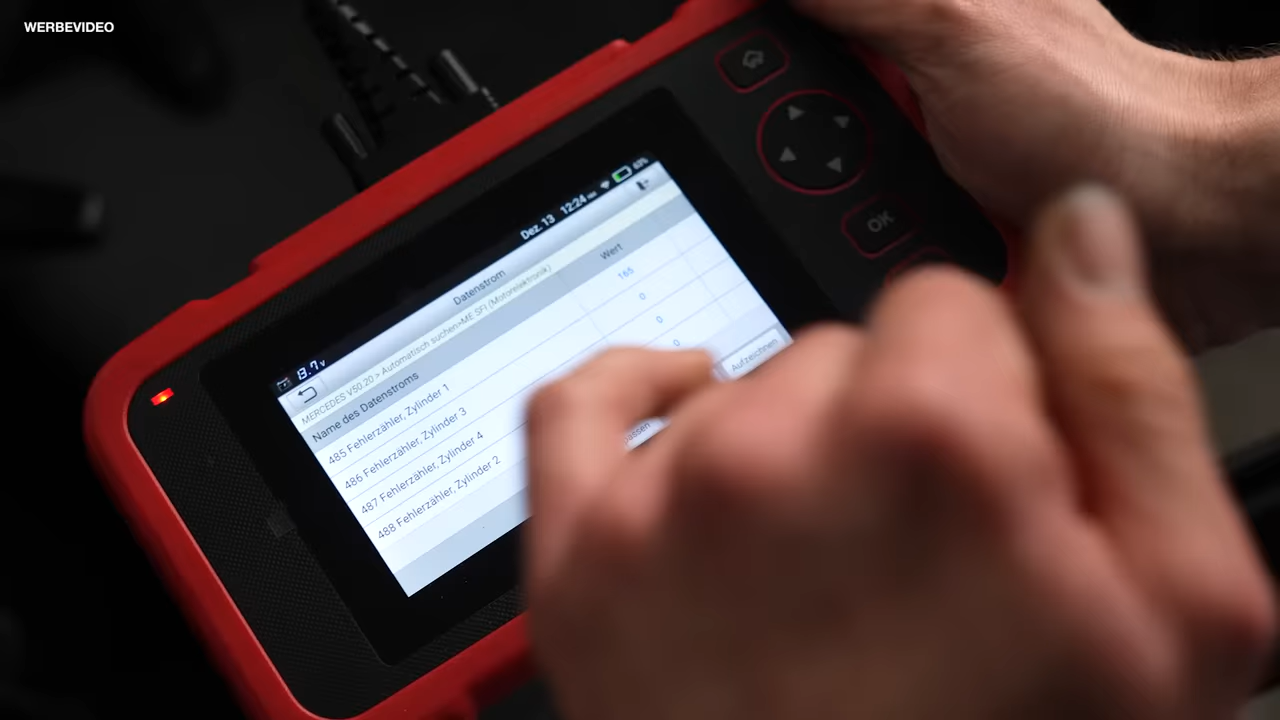 WERBEVIDEO
OK
Dez. 13 12:24 63%
Datenstrom
MERCEDES V50.20 > Automatisch suchen>ME SFI (Motorelektronik)
Name des Datenstroms Wert
485 Fehlerzähler, Zylinder 1 165
486 Fehlerzähler, Zylinder 3 0
487 Fehlerzähler, Zylinder 4 0
488 Fehlerzähler, Zylinder 2 0
Aufzeichnen